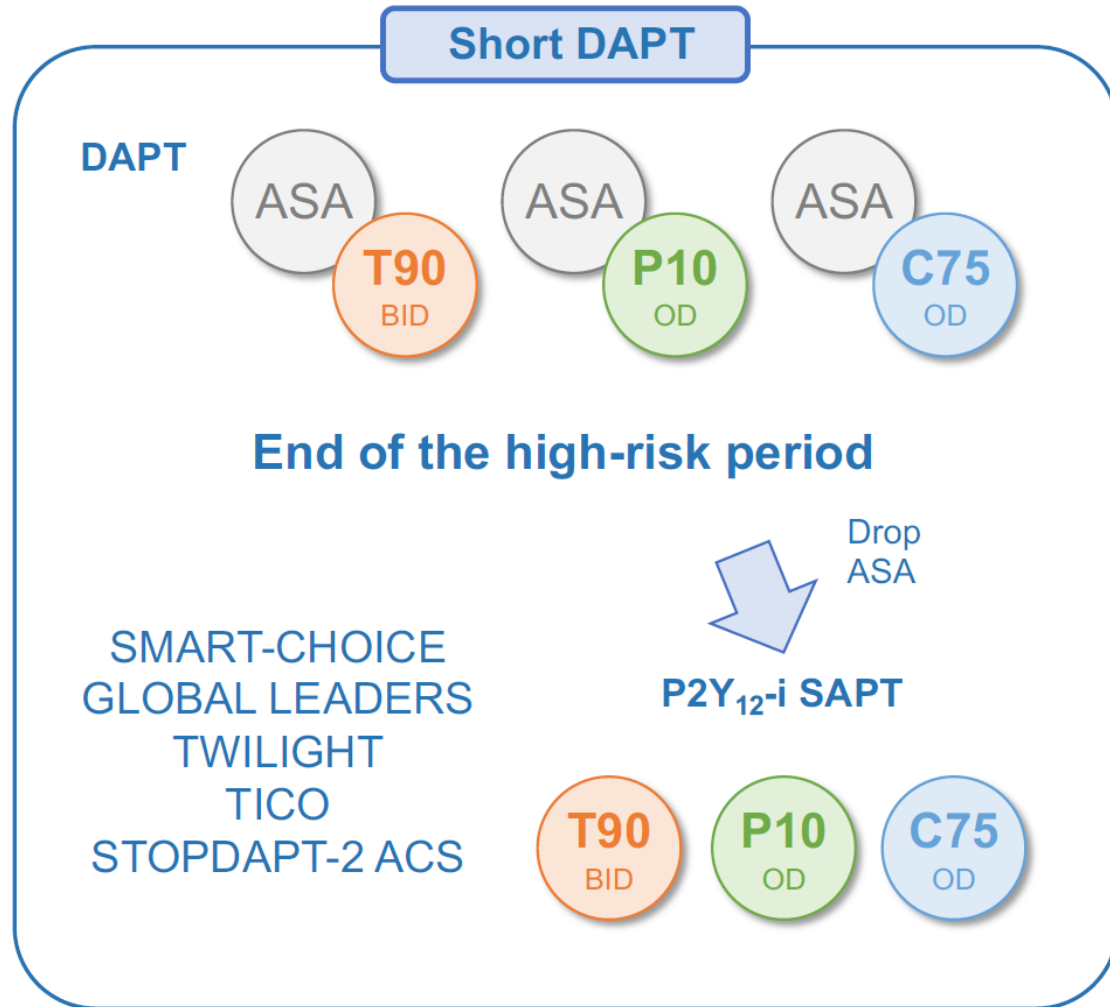 Short DAPT
DAPT
ASA
T90
BID
ASA
P10
OD
ASA
C75
OD
End of the high-risk period
Drop
ASA
SMART-CHOICE
GLOBAL LEADERS
TWILIGHT
TICO
STOPDAPT-2 ACS
P2Y₁₂-i SAPT
T90
BID
P10
OD
C75
OD